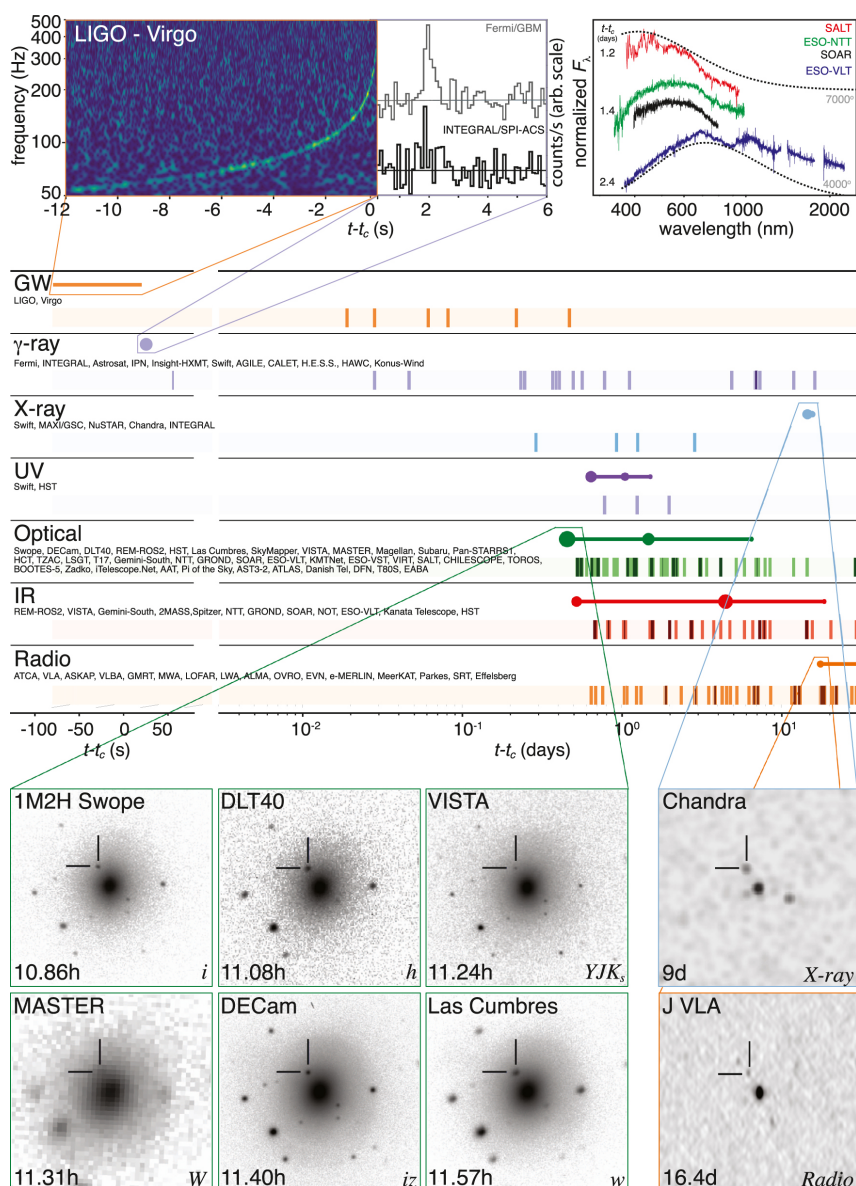 LIGO - Virgo
frequency (Hz)
500
400
300
200
100
50
-12
-10
-8
-6
-4
-2
0
2
4
6
t-tc (s)
Fermi/GBM
INTEGRAL/SPI-ACS
counts/s (arb. scale)
normalized Fλ
t-tc
(days)
1.2
1.4
2.4
SALT
ESO-NTT
SOAR
ESO-VLT
7000°
4000°
400
600
1000
2000
wavelength (nm)
GW
LIGO, Virgo
γ-ray
Fermi, INTEGRAL, Astrosat, IPN, Insight-HXMT, Swift, AGILE, CALET, H.E.S.S., HAWC, Konus-Wind
X-ray
Swift, MAXI/GSC, NuSTAR, Chandra, INTEGRAL
UV
Swift, HST
Optical
Swope, DECam, DLT40, REM-ROS2, HST, Las Cumbres, SkyMapper, VISTA, MASTER, Magellan, Subaru, Pan-STARRS1,
HCT, TZAC, LSGT, T17, Gemini-South, NTT, GROND, SOAR, ESO-VLT, KMTNet, ESO-VST, VIRT, SALT, CHILESCOPE, TOROS,
BOOTES-5, Zadko, iTelescope.Net, AAT, Pi of the Sky, AST3-2, ATLAS, Danish Tel, DFN, T80S, EABA
IR
REM-ROS2, VISTA, Gemini-South, 2MASS,Spitzer, NTT, GROND, SOAR, NOT, ESO-VLT, Kanata Telescope, HST
Radio
ATCA, VLA, ASKAP, VLBA, GMRT, MWA, LOFAR, LWA, ALMA, OVRO, EVN, e-MERLIN, MeerKAT, Parkes, SRT, Effelsberg
-100 -50 0 50
t-tc (s)
10-2 10-1 100 101
t-tc (days)
1M2H Swope
10.86h
i
DLT40
11.08h
h
VISTA
11.24h
YJKs
Chandra
9d
X-ray
MASTER
11.31h
W
DECam
11.40h
iz
Las Cumbres
11.57h
w
J VLA
16.4d
Radio